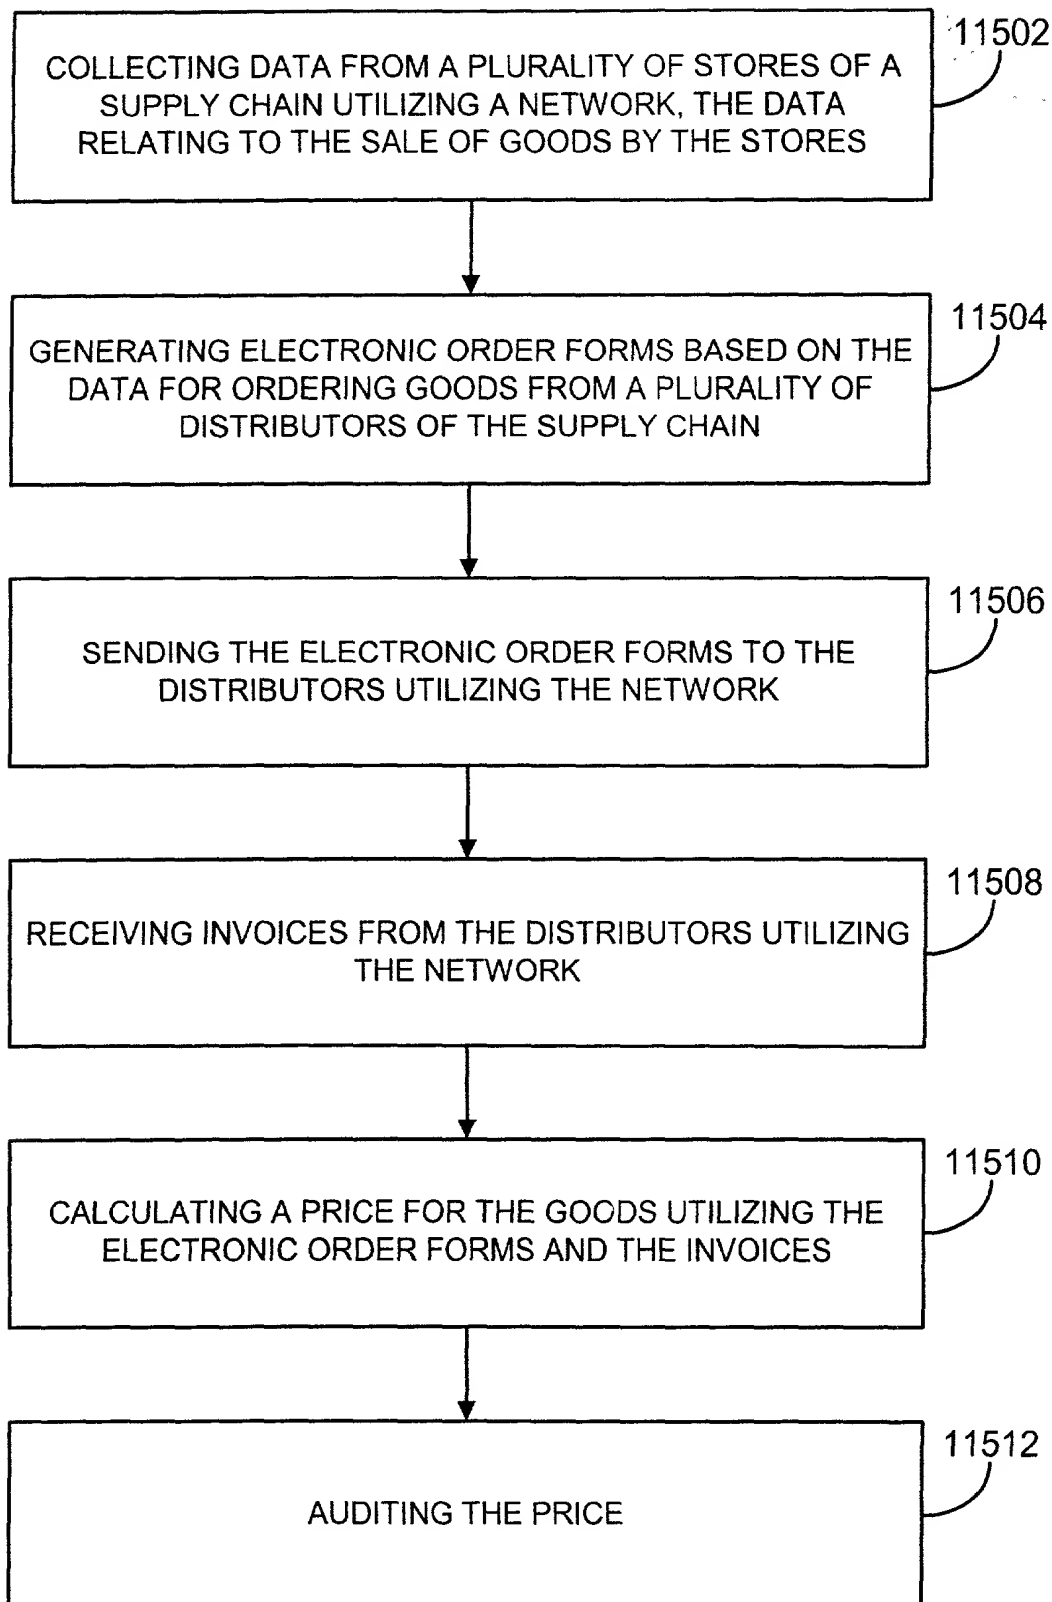 11502
COLLECTING DATA FROM A PLURALITY OF STORES OF A
SUPPLY CHAIN UTILIZING A NETWORK, THE DATA
RELATING TO THE SALE OF GOODS BY THE STORES
11504
GENERATING ELECTRONIC ORDER FORMS BASED ON THE
DATA FOR ORDERING GOODS FROM A PLURALITY OF
DISTRIBUTORS OF THE SUPPLY CHAIN
11506
SENDING THE ELECTRONIC ORDER FORMS TO THE
DISTRIBUTORS UTILIZING THE NETWORK
11508
RECEIVING INVOICES FROM THE DISTRIBUTORS UTILIZING
THE NETWORK
11510
CALCULATING A PRICE FOR THE GOODS UTILIZING THE
ELECTRONIC ORDER FORMS AND THE INVOICES
11512
AUDITING THE PRICE